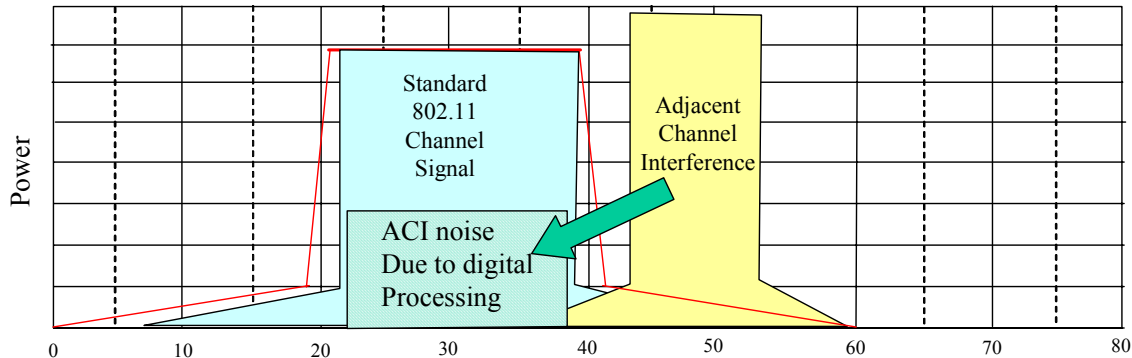 Power
Standard
802.11
Channel
Signal
Adjacent
Channel
Interference
ACI noise
Due to digital
Processing
0 10 20 30 40 50 60 70 80